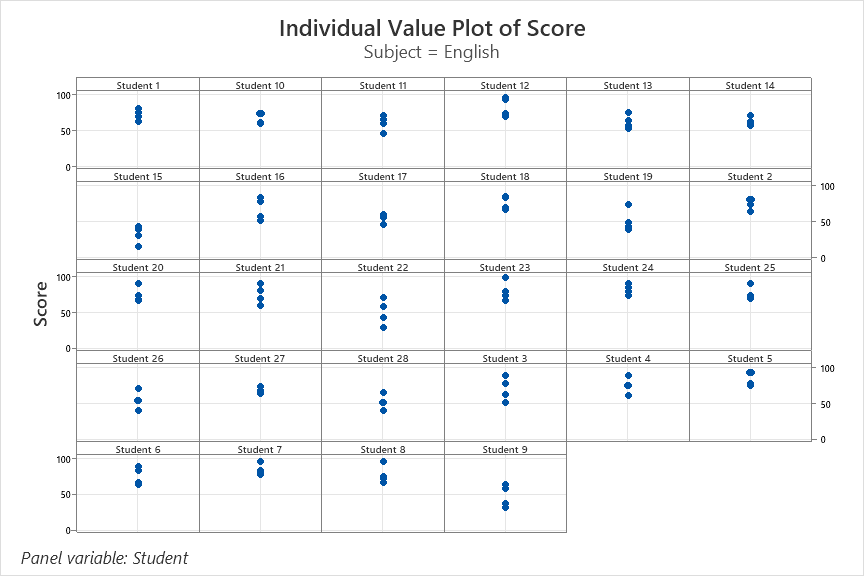 Individual Value Plot of Score
Subject = English
Student 1 Student 10 Student 11 Student 12 Student 13 Student 14
100
50
0
Student 15 Student 16 Student 17 Student 18 Student 19 Student 2
100
50
0
Student 20 Student 21 Student 22 Student 23 Student 24 Student 25
100
50
0
Score
Student 26 Student 27 Student 28 Student 3 Student 4 Student 5
100
50
0
Student 6 Student 7 Student 8 Student 9
100
50
0
Panel variable: Student